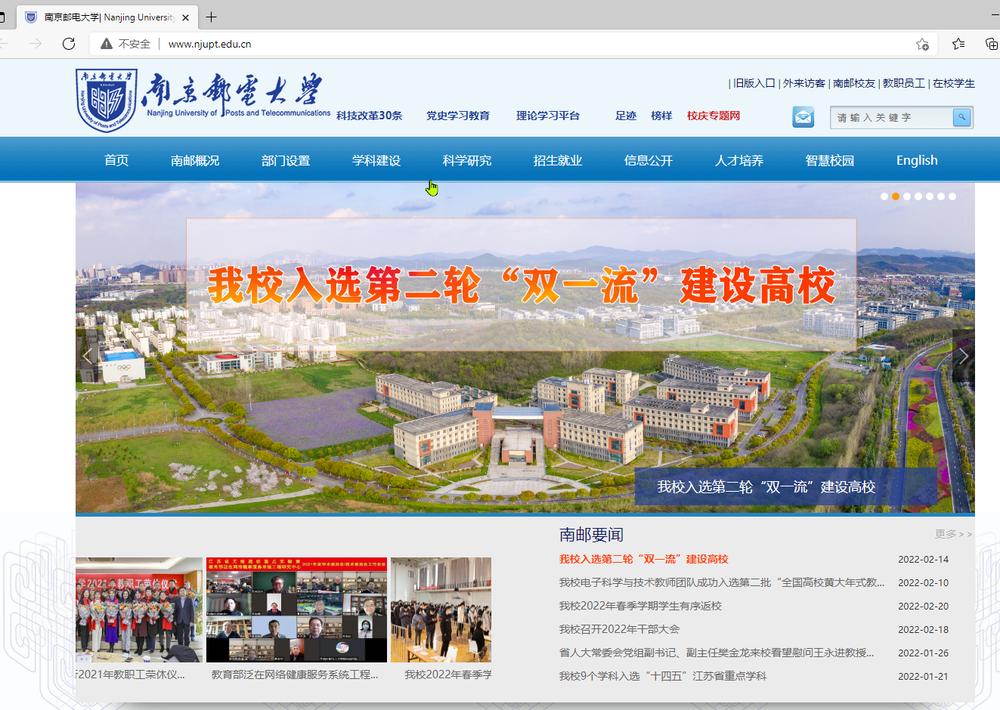 南京邮电大学| Nanjing University
不安全 | www.njupt.edu.cn
| 旧版入口 | 外来访客 | 南邮校友 | 教职员工 | 在校学生
南京邮电大学
Nanjing University of Posts and Telecommunications
科技改革30条 党史学习教育 理论学习平台 足迹 榜样 校庆专题网
请输入关键字
首页 南邮概况 部门设置 学科建设 科学研究 招生就业 信息公开 人才培养 智慧校园 English
我校入选第二轮“双一流”建设高校
我校入选第二轮“双一流”建设高校
南邮要闻 更多>>
我校入选第二轮“双一流”建设高校 2022-02-14
我校电子科学与技术教师团队成功入选第二批“全国高校黄大年式教... 2022-02-10
我校2022年春季学期学生有序返校 2022-02-20
我校召开2022年干部大会 2022-02-18
省人大常委会党组副书记、副主任樊金龙来校看望慰问王永进教授... 2022-01-26
我校9个学科入选“十四五”江苏省重点学科 2022-01-21
学2021年教职工荣休仪式
江苏省无线通信重点实验室
教育部泛在网络健康服务系统工程研究中心 2021年度学术委员会/技术委员会工作会议
2021年教职工荣休仪...
教育部泛在网络健康服务系统工程...
我校2022年春季学